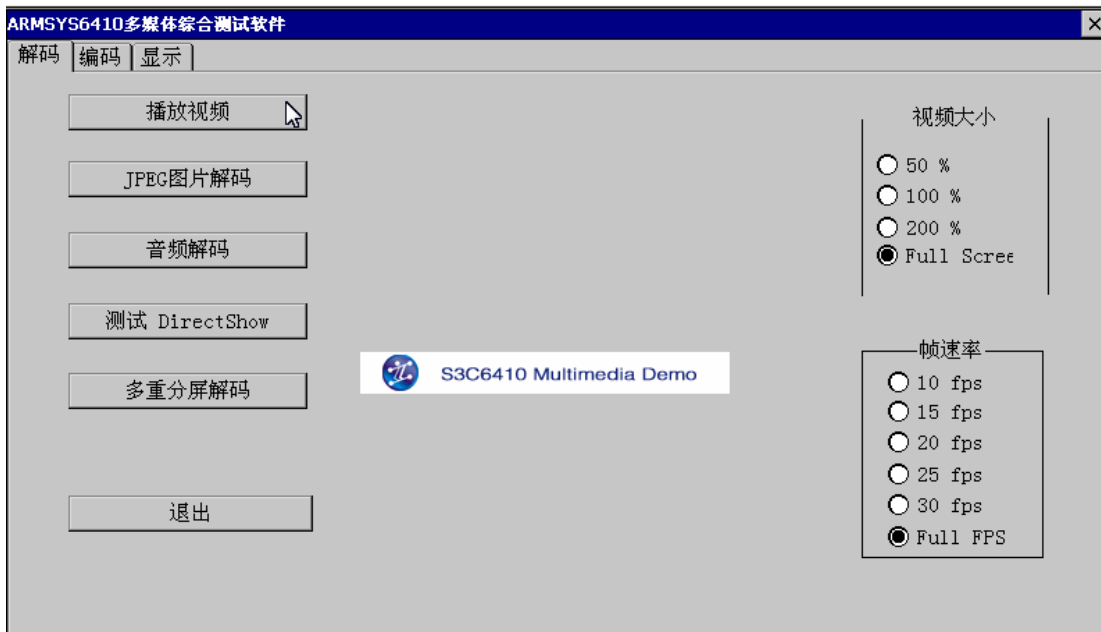 ARMSYS6410多媒体综合测试软件
解码 编码 显示
播放视频
JPEG图片解码
音频解码
测试 DirectShow
多重分屏解码
退出
S3C6410 Multimedia Demo
视频大小
50 %
100 %
200 %
Full Scree
帧速率
10 fps
15 fps
20 fps
25 fps
30 fps
Full FPS